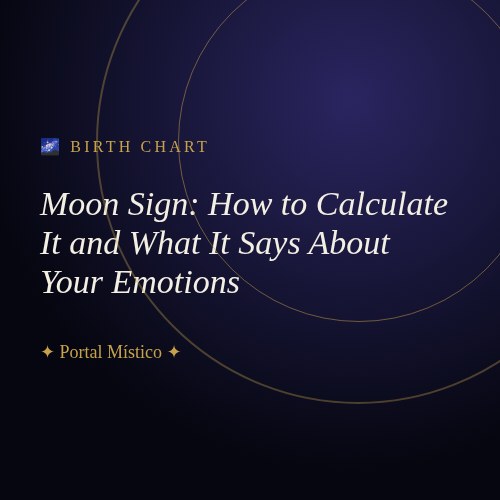 🌌 BIRTH CHART
Moon Sign: How to Calculate
It and What It Says About
Your Emotions
✦ Portal Místico ✦